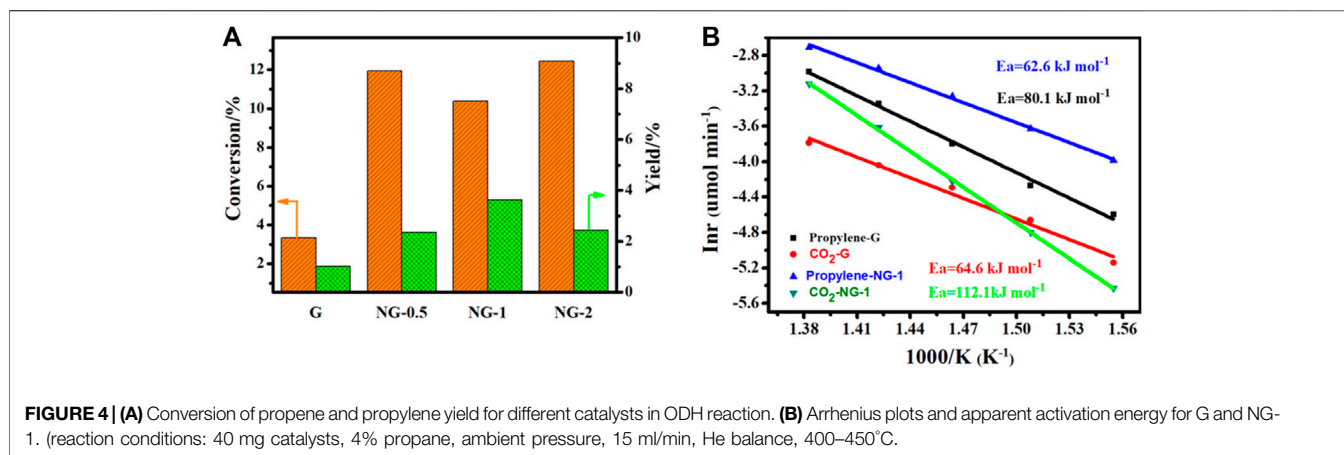 A
Conversion/%
12
10
8
6
4
2
10
8
6
4
2
0
Yield/%
G NG-0.5 NG-1 NG-2
B
lnr (umol min-1)
-2.8
-3.2
-3.6
-4.0
-4.4
-4.8
-5.2
-5.6
Ea=62.6 kJ mol-1
Ea=80.1 kJ mol-1
Propylene-G
CO2-G
Propylene-NG-1
CO2-NG-1
Ea=64.6 kJ mol-1
Ea=112.1kJ mol-1
1.38 1.41 1.44 1.47 1.50 1.53 1.56
1000/K (K-1)
FIGURE 4 | (A) Conversion of propene and propylene yield for different catalysts in ODH reaction. (B) Arrhenius plots and apparent activation energy for G and NG-
1. (reaction conditions: 40 mg catalysts, 4% propane, ambient pressure, 15 ml/min, He balance, 400–450°C.